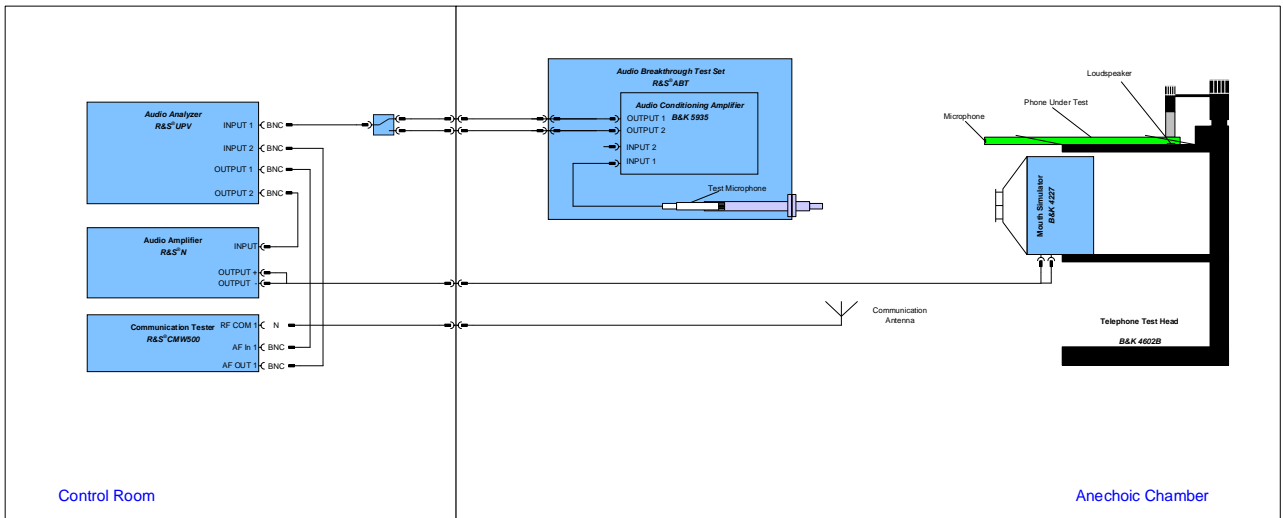 Audio Analyzer
R&S®UPV
INPUT 1
BNC
INPUT 2
BNC
OUTPUT 1
BNC
OUTPUT 2
BNC
Audio Amplifier
R&S®N
INPUT
OUTPUT +
OUTPUT -
Communication Tester
R&S®CMW500
RF COM 1
N
AF In 1
BNC
AF OUT 1
BNC
Control Room
Audio Breakthrough Test Set
R&S®ABT
Audio Conditioning Amplifier
B&K 5935
OUTPUT 1
OUTPUT 2
INPUT 2
INPUT 1
Test Microphone
Communication
Antenna
Loudspeaker
Phone Under Test
Microphone
Mouth Simulator
B&K 4227
Telephone Test Head
B&K 4602B
Anechoic Chamber